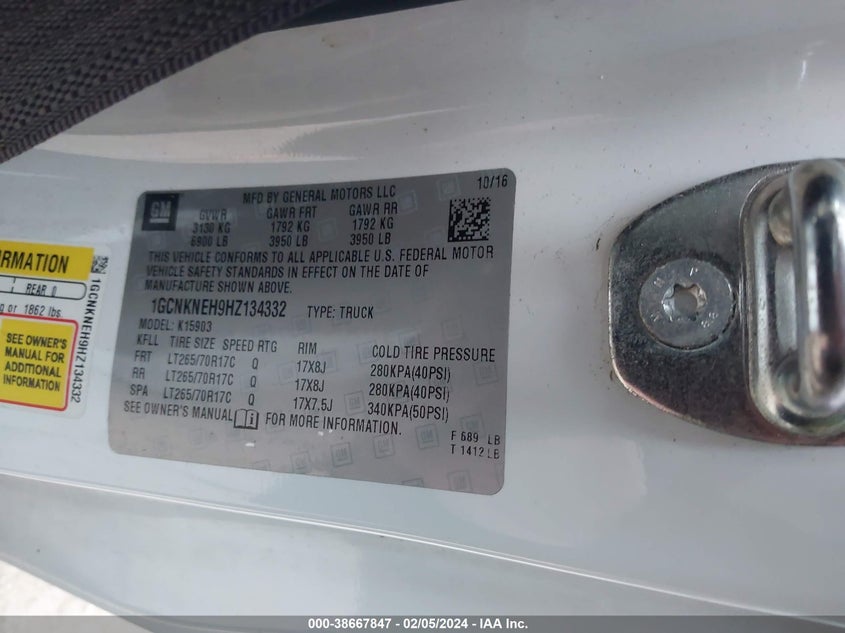 GM
MFD BY GENERAL MOTORS LLC
10/16
GVWR GAWR FRT GAWR RR
3130 KG 1792 KG 1792 KG
6900 LB 3950 LB 3950 LB
THIS VEHICLE CONFORMS TO ALL APPLICABLE U.S. FEDERAL MOTOR
VEHICLE SAFETY STANDARDS IN EFFECT ON THE DATE OF
MANUFACTURE SHOWN ABOVE.
1GCNKNEH9HZ134332 TYPE: TRUCK
MODEL: K15903
KFLL TIRE SIZE SPEED RTG RIM COLD TIRE PRESSURE
FRT LT265/70R17C Q 17X8J 280KPA(40PSI)
RR LT265/70R17C Q 17X8J 280KPA(40PSI)
SPA LT265/70R17C Q 17X7.5J 340KPA(50PSI)
SEE OWNER'S MANUAL FOR MORE INFORMATION.
F 689 LB
T 1412 LB
RMATION
REAR 0
or 1862 lbs.
SEE OWNER'S
MANUAL FOR
ADDITIONAL
INFORMATION
1GCNKNEH9HZ134332
000-38667847 - 02/05/2024 - IAA Inc.